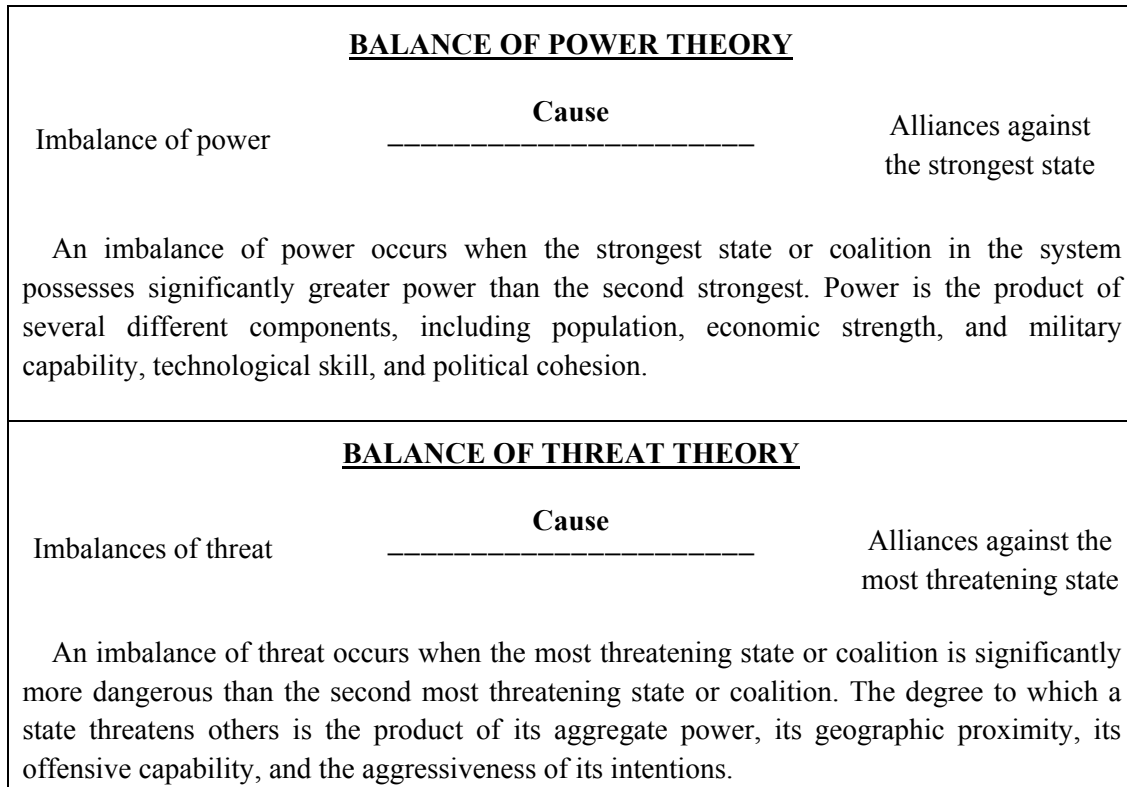 BALANCE OF POWER THEORY
Cause
Imbalance of power
_______________________
Alliances against
the strongest state
An imbalance of power occurs when the strongest state or coalition in the system
possesses significantly greater power than the second strongest. Power is the product of
several different components, including population, economic strength, and military
capability, technological skill, and political cohesion.
BALANCE OF THREAT THEORY
Cause
Imbalances of threat
_______________________
Alliances against the
most threatening state
An imbalance of threat occurs when the most threatening state or coalition is significantly
more dangerous than the second most threatening state or coalition. The degree to which a
state threatens others is the product of its aggregate power, its geographic proximity, its
offensive capability, and the aggressiveness of its intentions.